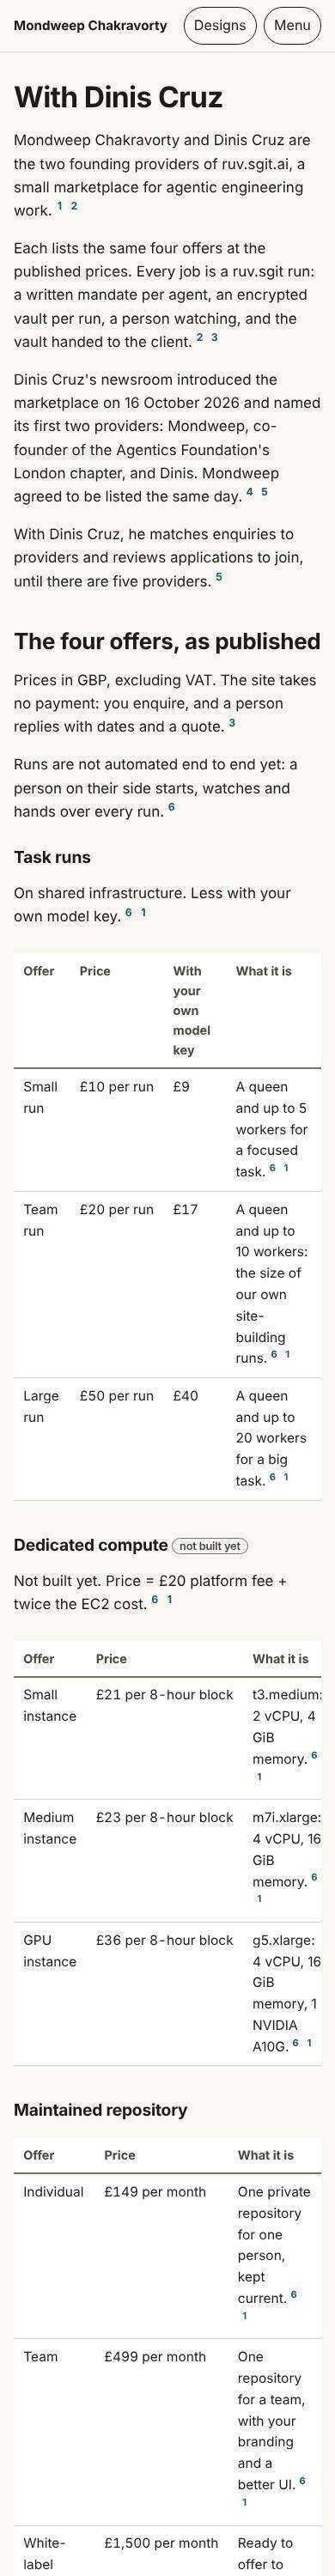 Mondweep Chakravorty Designs Menu
With Dinis Cruz
Mondweep Chakravorty and Dinis Cruz are
the two founding providers of ruv.sgit.ai, a
small marketplace for agentic engineering
work. 1 2
Each lists the same four offers at the
published prices. Every job is a ruv.sgit run:
a written mandate per agent, an encrypted
vault per run, a person watching, and the
vault handed to the client. 2 3
Dinis Cruz's newsroom introduced the
marketplace on 16 October 2026 and named
its first two providers: Mondweep, co-
founder of the Agentics Foundation's
London chapter, and Dinis. Mondweep
agreed to be listed the same day. 4 5
With Dinis Cruz, he matches enquiries to
providers and reviews applications to join,
until there are five providers. 5
The four offers, as published
Prices in GBP, excluding VAT. The site takes
no payment: you enquire, and a person
replies with dates and a quote. 3
Runs are not automated end to end yet: a
person on their side starts, watches and
hands over every run. 6
Task runs
On shared infrastructure. Less with your
own model key. 6 1
Offer Price With What it is
your
own
model
key
Small £10 per run £9 A queen
run and up to 5
workers for
a focused
task. 6 1
Team £20 per run £17 A queen
run and up to
10 workers:
the size of
our own
site-
building
runs. 6 1
Large £50 per run £40 A queen
run and up to
20 workers
for a big
task. 6 1
Dedicated compute not built yet
Not built yet. Price = £20 platform fee +
twice the EC2 cost. 6 1
Offer Price What it is
Small £21 per 8-hour block t3.medium:
instance 2 vCPU, 4
GiB
memory. 6
1
Medium £23 per 8-hour block m7i.xlarge:
instance 4 vCPU, 16
GiB
memory. 6
1
GPU £36 per 8-hour block g5.xlarge:
instance 4 vCPU, 16
GiB
memory, 1
NVIDIA
A10G. 6 1
Maintained repository
Offer Price What it is
Individual £149 per month One private
repository
for one
person,
kept
current. 6
1
Team £499 per month One
repository
for a team,
with your
branding
and a
better UI. 6
1
White- £1,500 per month Ready to
label offer to